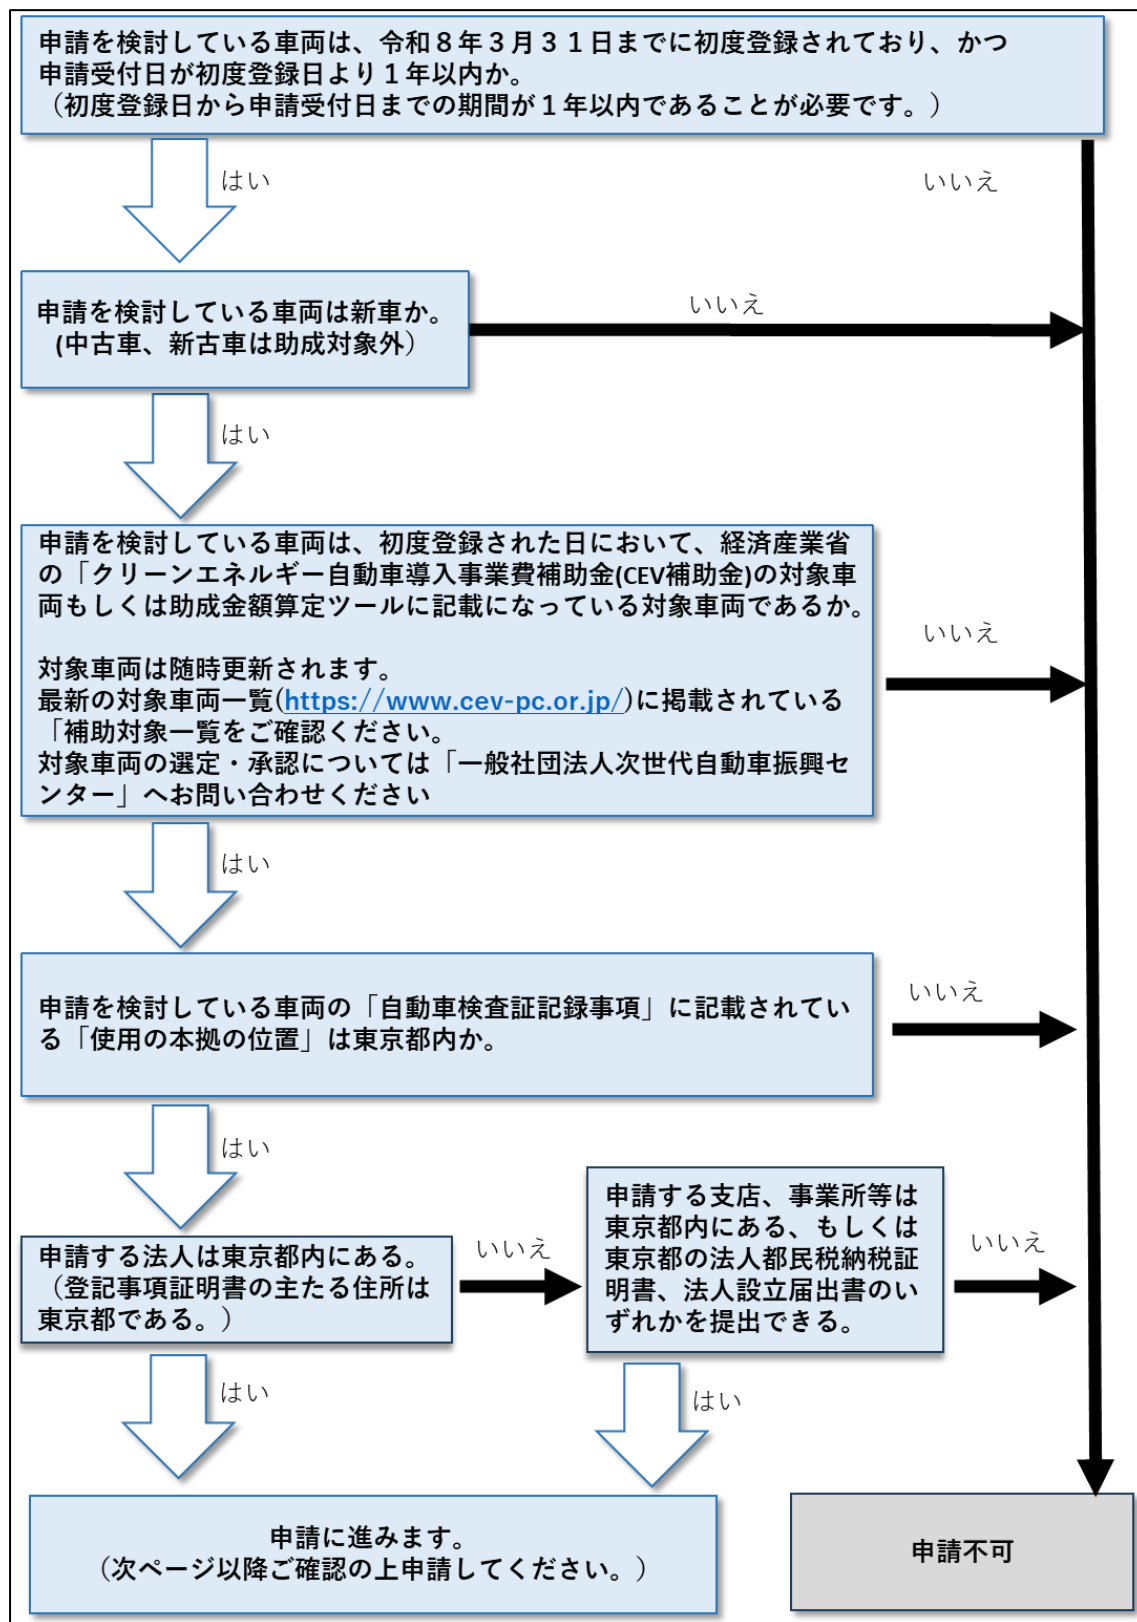 申請を検討している車両は、令和８年３月３１日までに初度登録されており、かつ
申請受付日が初度登録日より１年以内か。
（初度登録日から申請受付日までの期間が１年以内であることが必要です。）
はい
いいえ
申請を検討している車両は新車か。
(中古車、新古車は助成対象外）
いいえ
はい
申請を検討している車両は、初度登録された日において、経済産業省
の「クリーンエネルギー自動車導入事業費補助金(CEV補助金)の対象車
両もしくは助成金額算定ツールに記載になっている対象車両であるか。
対象車両は随時更新されます。
最新の対象車両一覧(https://www.cev-pc.or.jp/)に掲載されている
「補助対象一覧をご確認ください。
対象車両の選定・承認については「一般社団法人次世代自動車振興セ
ンター」へお問い合わせください
いいえ
はい
申請を検討している車両の「自動車検査証記録事項」に記載されてい
る「使用の本拠の位置」は東京都内か。
いいえ
はい
申請する法人は東京都内にある。
（登記事項証明書の主たる住所は
東京都である。）
いいえ
申請する支店、事業所等は
東京都内にある、もしくは
東京都の法人都民税納税証
明書、法人設立届出書のい
ずれかを提出できる。
いいえ
はい
はい
申請に進みます。
（次ページ以降ご確認の上申請してください。）
申請不可